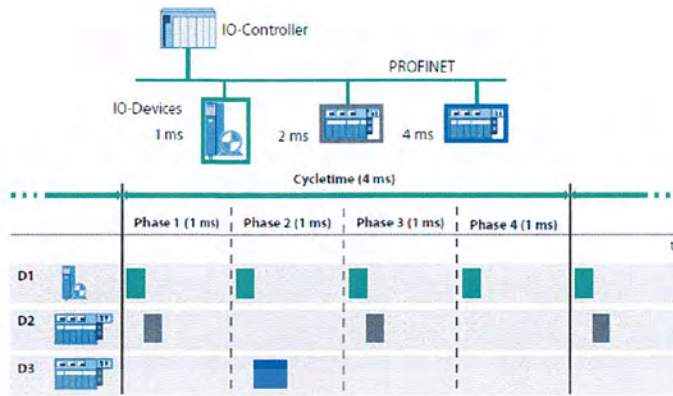 IO-Controller
PROFINET
IO-Devices
1 ms
2 ms
4 ms
Cycletime (4 ms)
Phase 1 (1 ms)
Phase 2 (1 ms)
Phase 3 (1 ms)
Phase 4 (1 ms)
t
D1
D2
D3